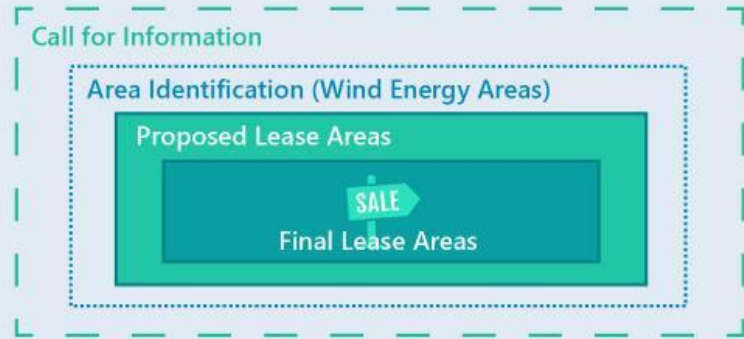 Call for Information
Area Identification (Wind Energy Areas)
Proposed Lease Areas
SALE
Final Lease Areas